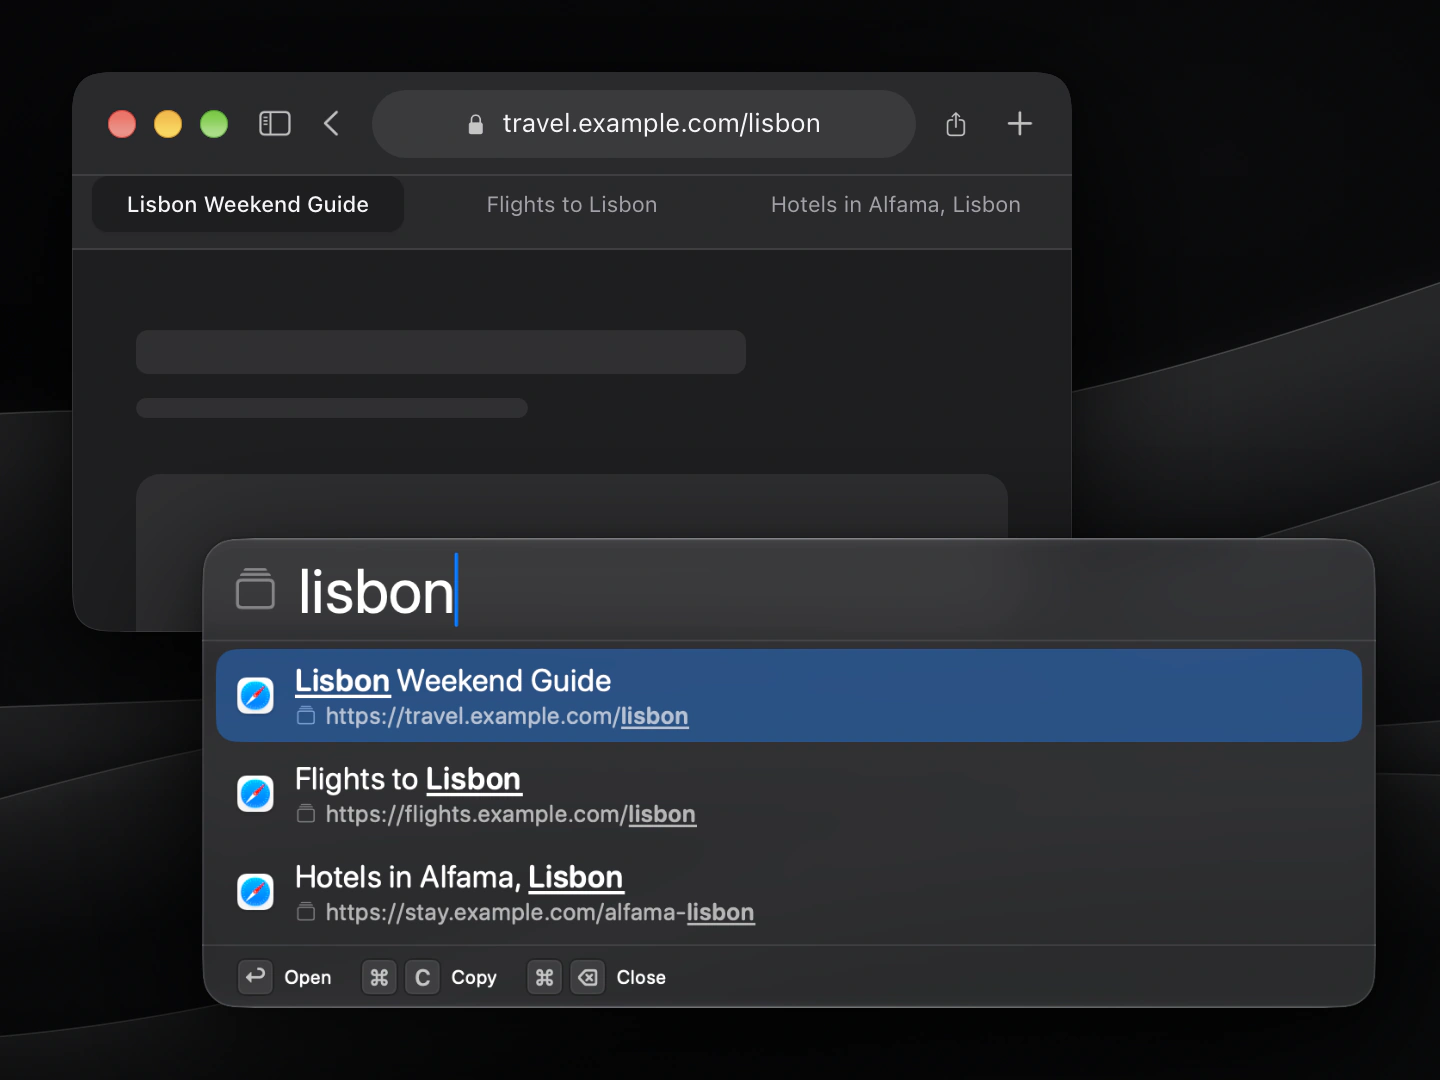 travel.example.com/lisbon
Lisbon Weekend Guide
Flights to Lisbon
Hotels in Alfama, Lisbon
lisbon
Lisbon Weekend Guide
https://travel.example.com/lisbon
Flights to Lisbon
https://flights.example.com/lisbon
Hotels in Alfama, Lisbon
https://stay.example.com/alfama-lisbon
Open ⌘ C Copy ⌘ Close